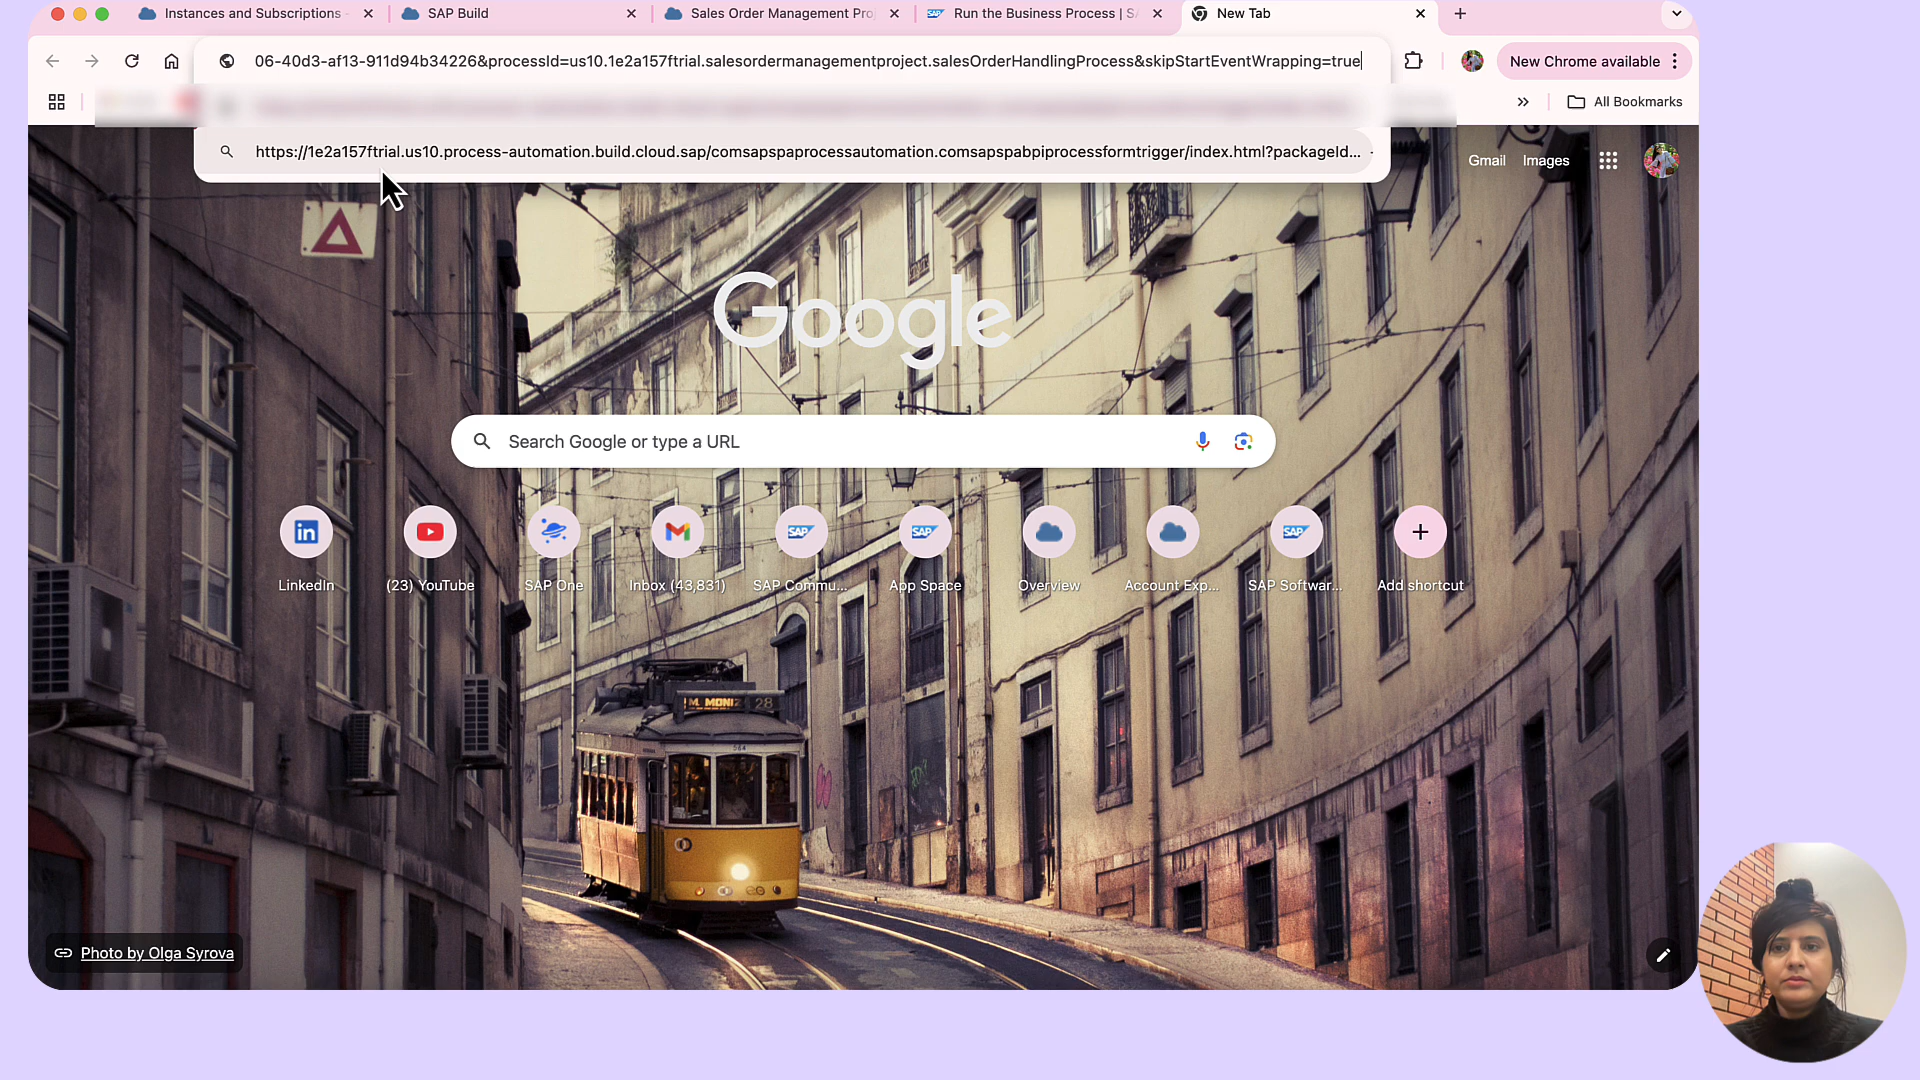 Instances and Subscriptions
SAP Build
Sales Order Management Pro
Run the Business Process | S
New Tab
06-40d3-af13-911d94b34226&processId=us10.1e2a157ftrial.salesordermanagementproject.salesOrderHandlingProcess&skipStartEventWrapping=true
New Chrome available
All Bookmarks
https://1e2a157ftrial.us10.process-automation.build.cloud.sap/comsapspaprocessautomation.comsapspabpiprocessformtrigger/index.html?packageId...
Gmail
Images
Google
Search Google or type a URL
LinkedIn
(23) YouTube
SAP One
Inbox (43,831)
SAP Commu...
App Space
Overview
Account Exp...
SAP Softwar...
Add shortcut
M. MONIZ 28
564
Photo by Olga Syrova